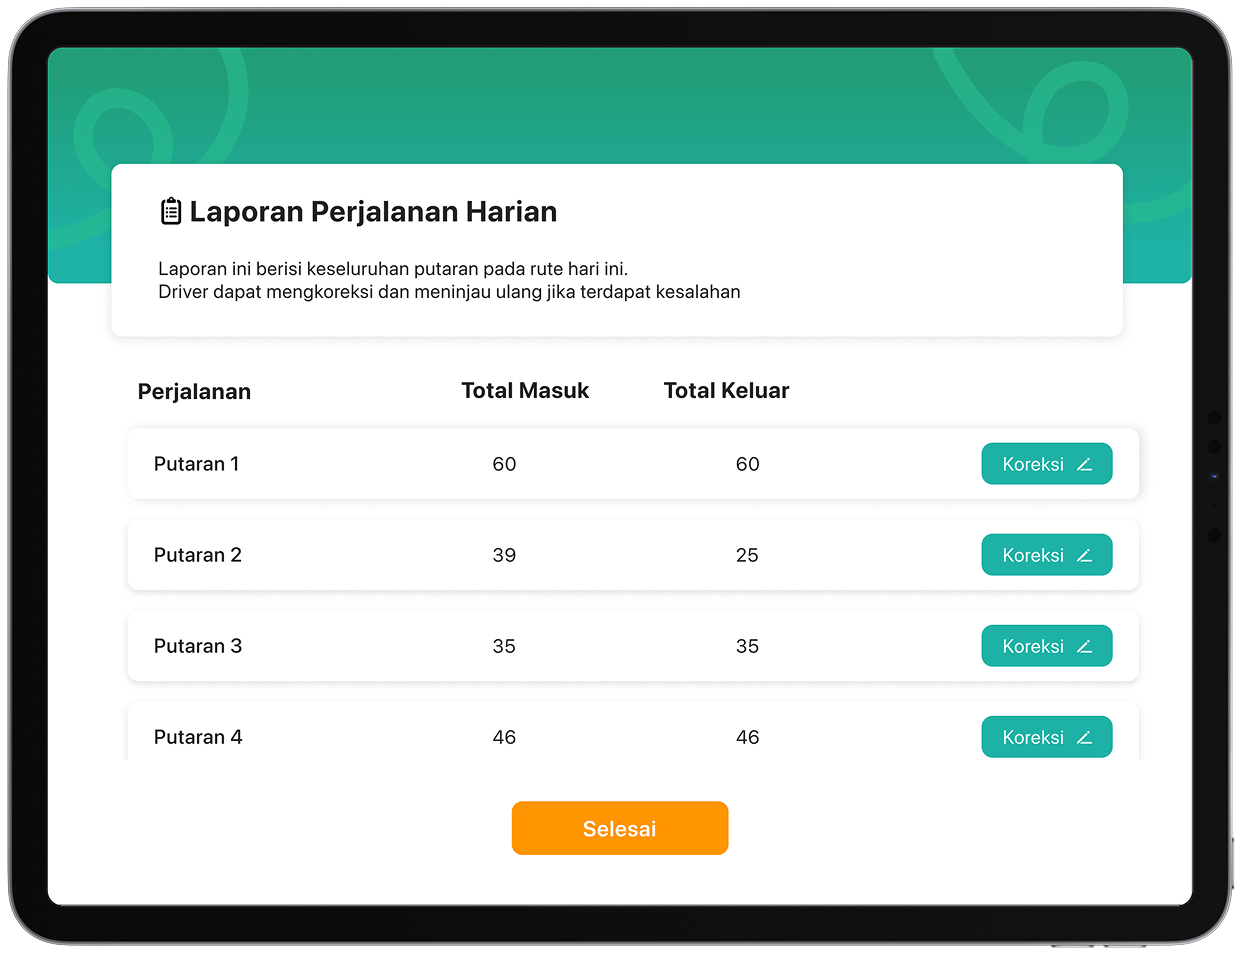 Laporan Perjalanan Harian
Laporan ini berisi keseluruhan putaran pada rute hari ini.
Driver dapat mengkoreksi dan meninjau ulang jika terdapat kesalahan
Perjalanan Total Masuk Total Keluar
Putaran 1 60 60 Koreksi
Putaran 2 39 25 Koreksi
Putaran 3 35 35 Koreksi
Putaran 4 46 46 Koreksi
Selesai